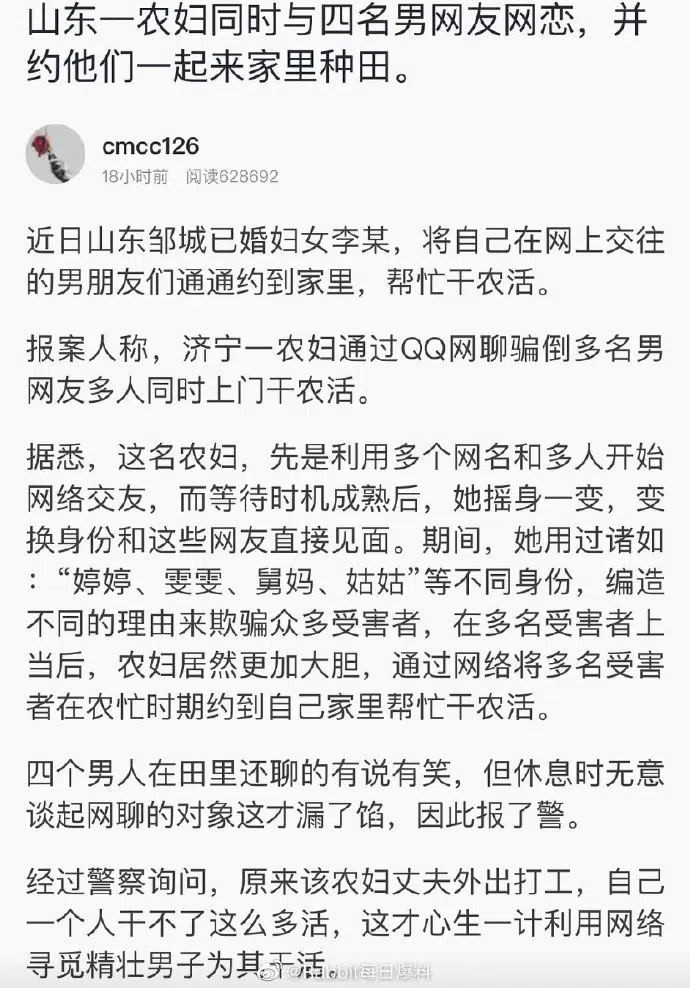 山东一农妇同时与四名男网友网恋，并
约他们一起来家里种田。
cmcc126
18小时前 阅读628692
近日山东邹城已婚妇女李某，将自己在网上交往
的男朋友们通通约到家里，帮忙干农活。
报案人称，济宁一农妇通过QQ网聊骗倒多名男
网友多人同时上门干农活。
据悉，这名农妇，先是利用多个网名和多人开始
网络交友，而等待时机成熟后，她摇身一变，变
换身份和这些网友直接见面。期间，她用过诸如
：“婷婷、雯雯、舅妈、姑姑”等不同身份，编造
不同的理由来欺骗众多受害者，在多名受害者上
当后，农妇居然更加大胆，通过网络将多名受害
者在农忙时期约到自己家里帮忙干农活。
四个男人在田里还聊的有说有笑，但休息时无意
谈起网聊的对象这才漏了馅，因此报了警。
经过警察询问，原来该农妇丈夫外出打工，自己
一个人干不了这么多活，这才心生一计利用网络
寻觅精壮男子为其干活。
@Rabbit每日爆料